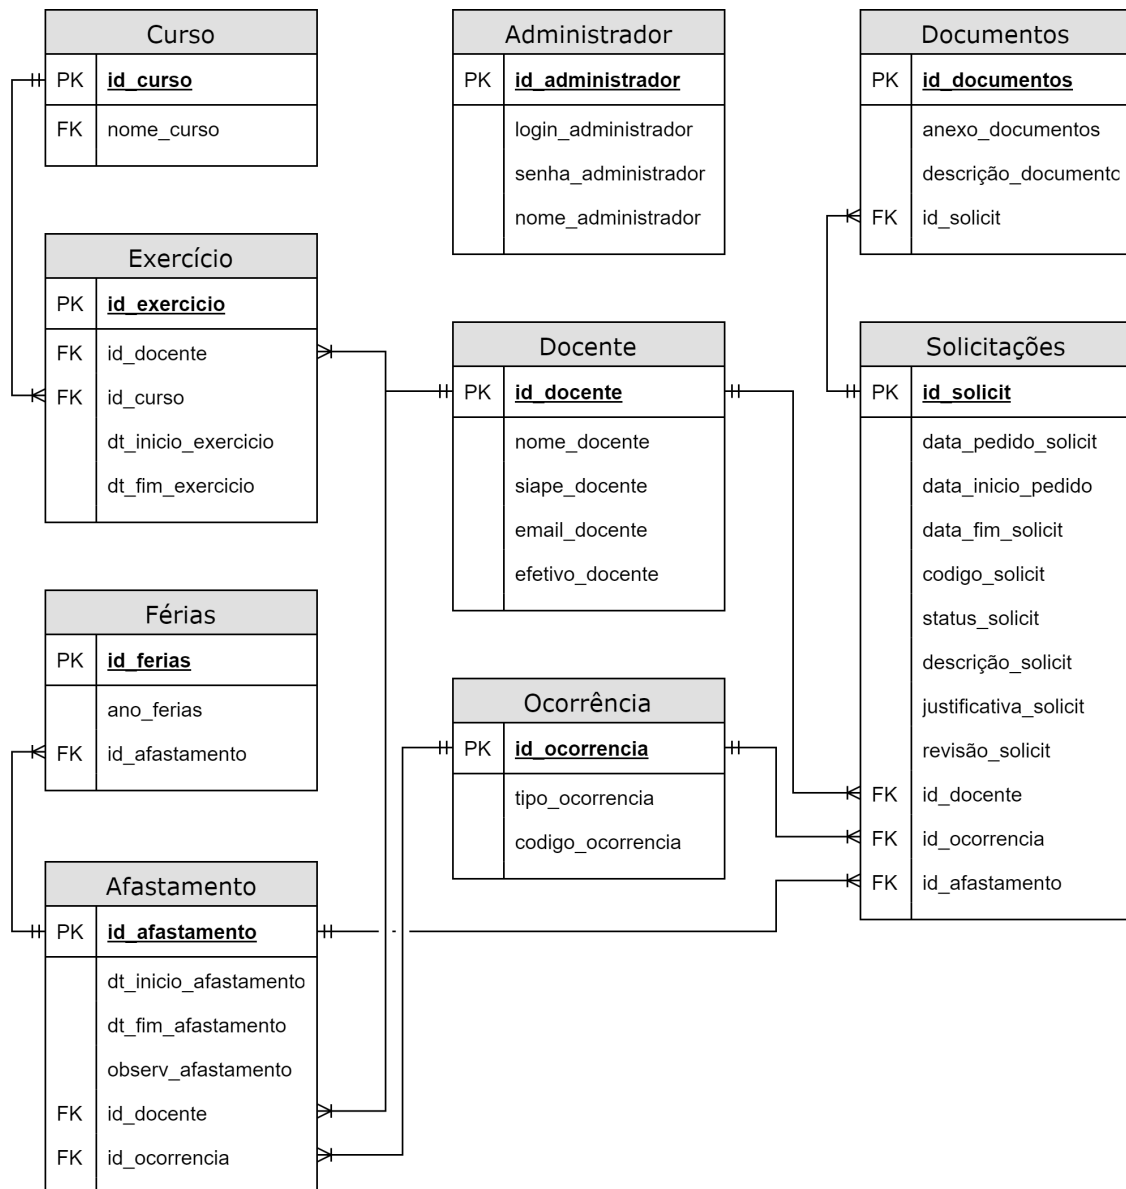 Curso
PK id_curso
FK nome_curso
Administrador
PK id_administrador
login_administrador
senha_administrador
nome_administrador
Documentos
PK id_documentos
anexo_documentos
descrição_documentc
FK id_solicit
Exercício
PK id_exercicio
FK id_docente
FK id_curso
dt_inicio_exercicio
dt_fim_exercicio
Docente
PK id_docente
nome_docente
siape_docente
email_docente
efetivo_docente
Solicitações
PK id_solicit
data_pedido_solicit
data_inicio_pedido
data_fim_solicit
codigo_solicit
status_solicit
descrição_solicit
justificativa_solicit
revisão_solicit
FK id_docente
FK id_ocorrencia
FK id_afastamento
Férias
PK id_ferias
ano_ferias
FK id_afastamento
Ocorrência
PK id_ocorrencia
tipo_ocorrencia
codigo_ocorrencia
Afastamento
PK id_afastamento
dt_inicio_afastamento
dt_fim_afastamento
observ_afastamento
FK id_docente
FK id_ocorrencia